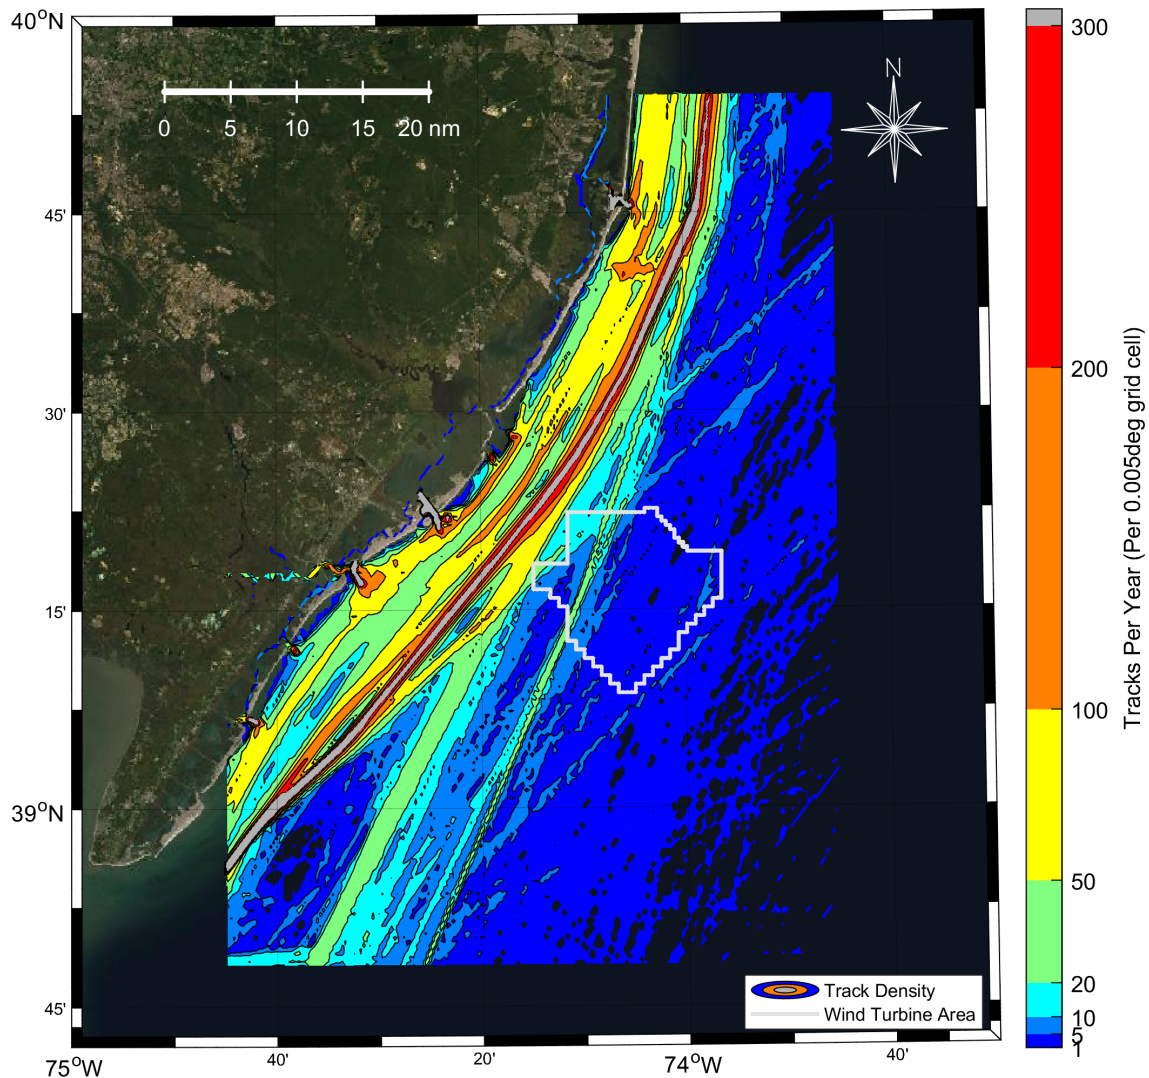 40°N
45'
30'
15'
39°N
45'
75°W
40'
20'
74°W
40'
0 5 10 15 20 nm
N
Track Density
Wind Turbine Area
300
200
100
50
20
10
5
1
Tracks Per Year (Per 0.005deg grid cell)